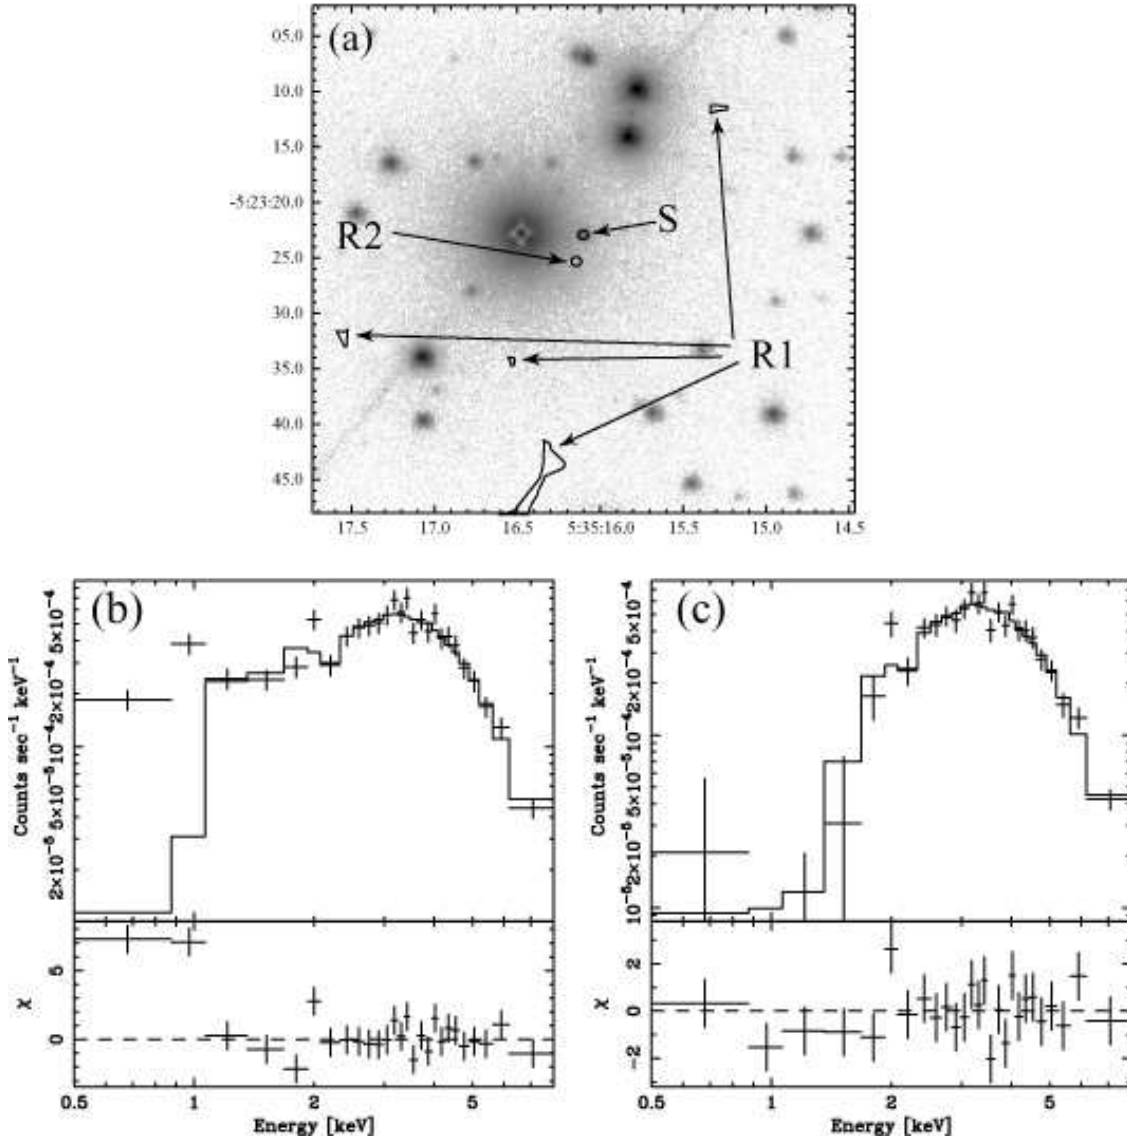 (a)
05.0
10.0
15.0
-5:23:20.0
25.0
30.0
35.0
40.0
45.0
S
R2
R1
17.5 17.0 16.5 5:35:16.0 15.5 15.0 14.5
(b)
Counts sec⁻¹ keV⁻¹
2×10⁻⁵ 5×10⁻⁵ 10⁻⁴ 2×10⁻⁴ 5×10⁻⁴
χ
0 5
0.5 1 2 5
Energy [keV]
(c)
Counts sec⁻¹ keV⁻¹
10⁻⁵ 2×10⁻⁵ 5×10⁻⁵ 10⁻⁴ 2×10⁻⁴ 5×10⁻⁴
χ
-2 0 2
0.5 1 2 5
Energy [keV]